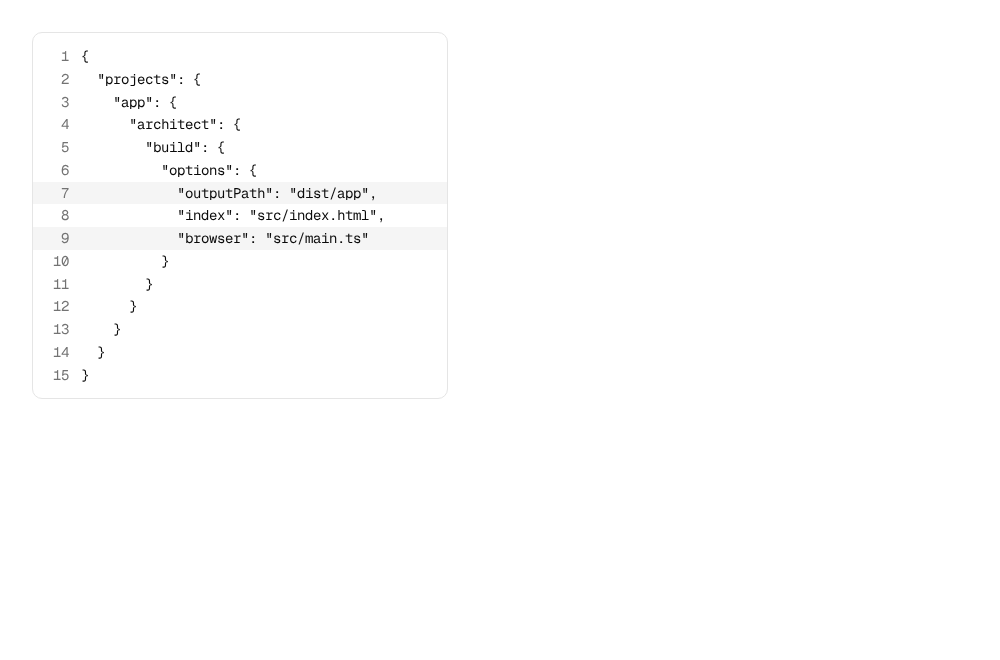 1 {
2   "projects": {
3     "app": {
4       "architect": {
5         "build": {
6           "options": {
7             "outputPath": "dist/app",
8             "index": "src/index.html",
9             "browser": "src/main.ts"
10           }
11         }
12       }
13     }
14   }
15 }